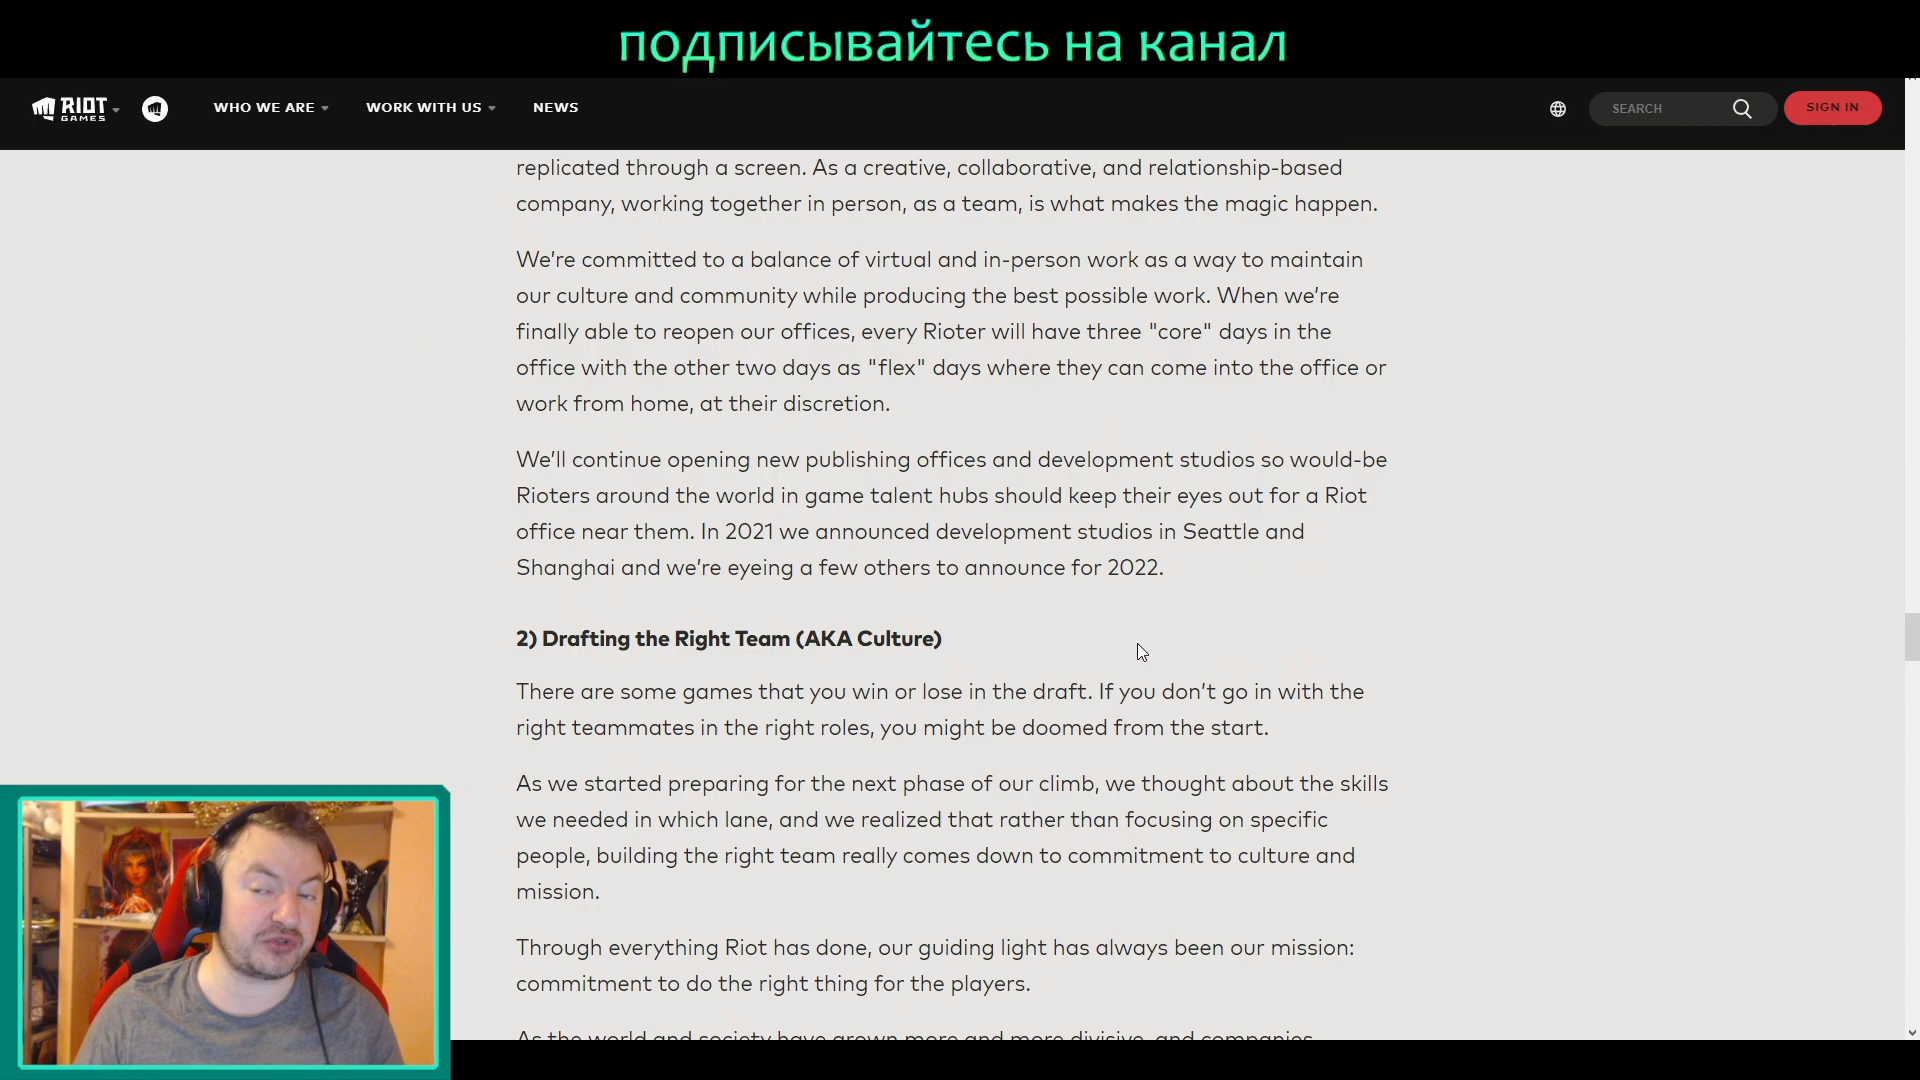 подписывайтесь на канал
RIOT GAMES
WHO WE ARE
WORK WITH US
NEWS
SEARCH
SIGN IN
replicated through a screen. As a creative, collaborative, and relationship-based
company, working together in person, as a team, is what makes the magic happen.
We’re committed to a balance of virtual and in-person work as a way to maintain
our culture and community while producing the best possible work. When we’re
finally able to reopen our offices, every Rioter will have three "core" days in the
office with the other two days as "flex" days where they can come into the office or
work from home, at their discretion.
We’ll continue opening new publishing offices and development studios so would-be
Rioters around the world in game talent hubs should keep their eyes out for a Riot
office near them. In 2021 we announced development studios in Seattle and
Shanghai and we’re eyeing a few others to announce for 2022.
2) Drafting the Right Team (AKA Culture)
There are some games that you win or lose in the draft. If you don’t go in with the
right teammates in the right roles, you might be doomed from the start.
As we started preparing for the next phase of our climb, we thought about the skills
we needed in which lane, and we realized that rather than focusing on specific
people, building the right team really comes down to commitment to culture and
mission.
Through everything Riot has done, our guiding light has always been our mission:
commitment to do the right thing for the players.
As the world and society have grown more and more divisive, and companies